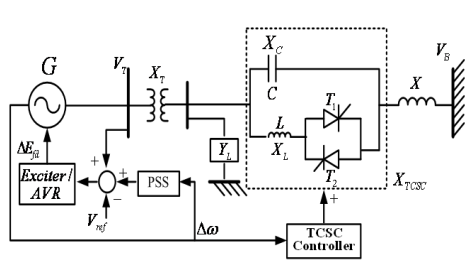 G
V_T
X_T
X_C
C
L
X_L
T_1
T_2
X
V_B
X_TCSC
Y_L
ΔE_fd
Exciter/
AVR
+
+
−
PSS
V_ref
Δω
+
TCSC
Controller